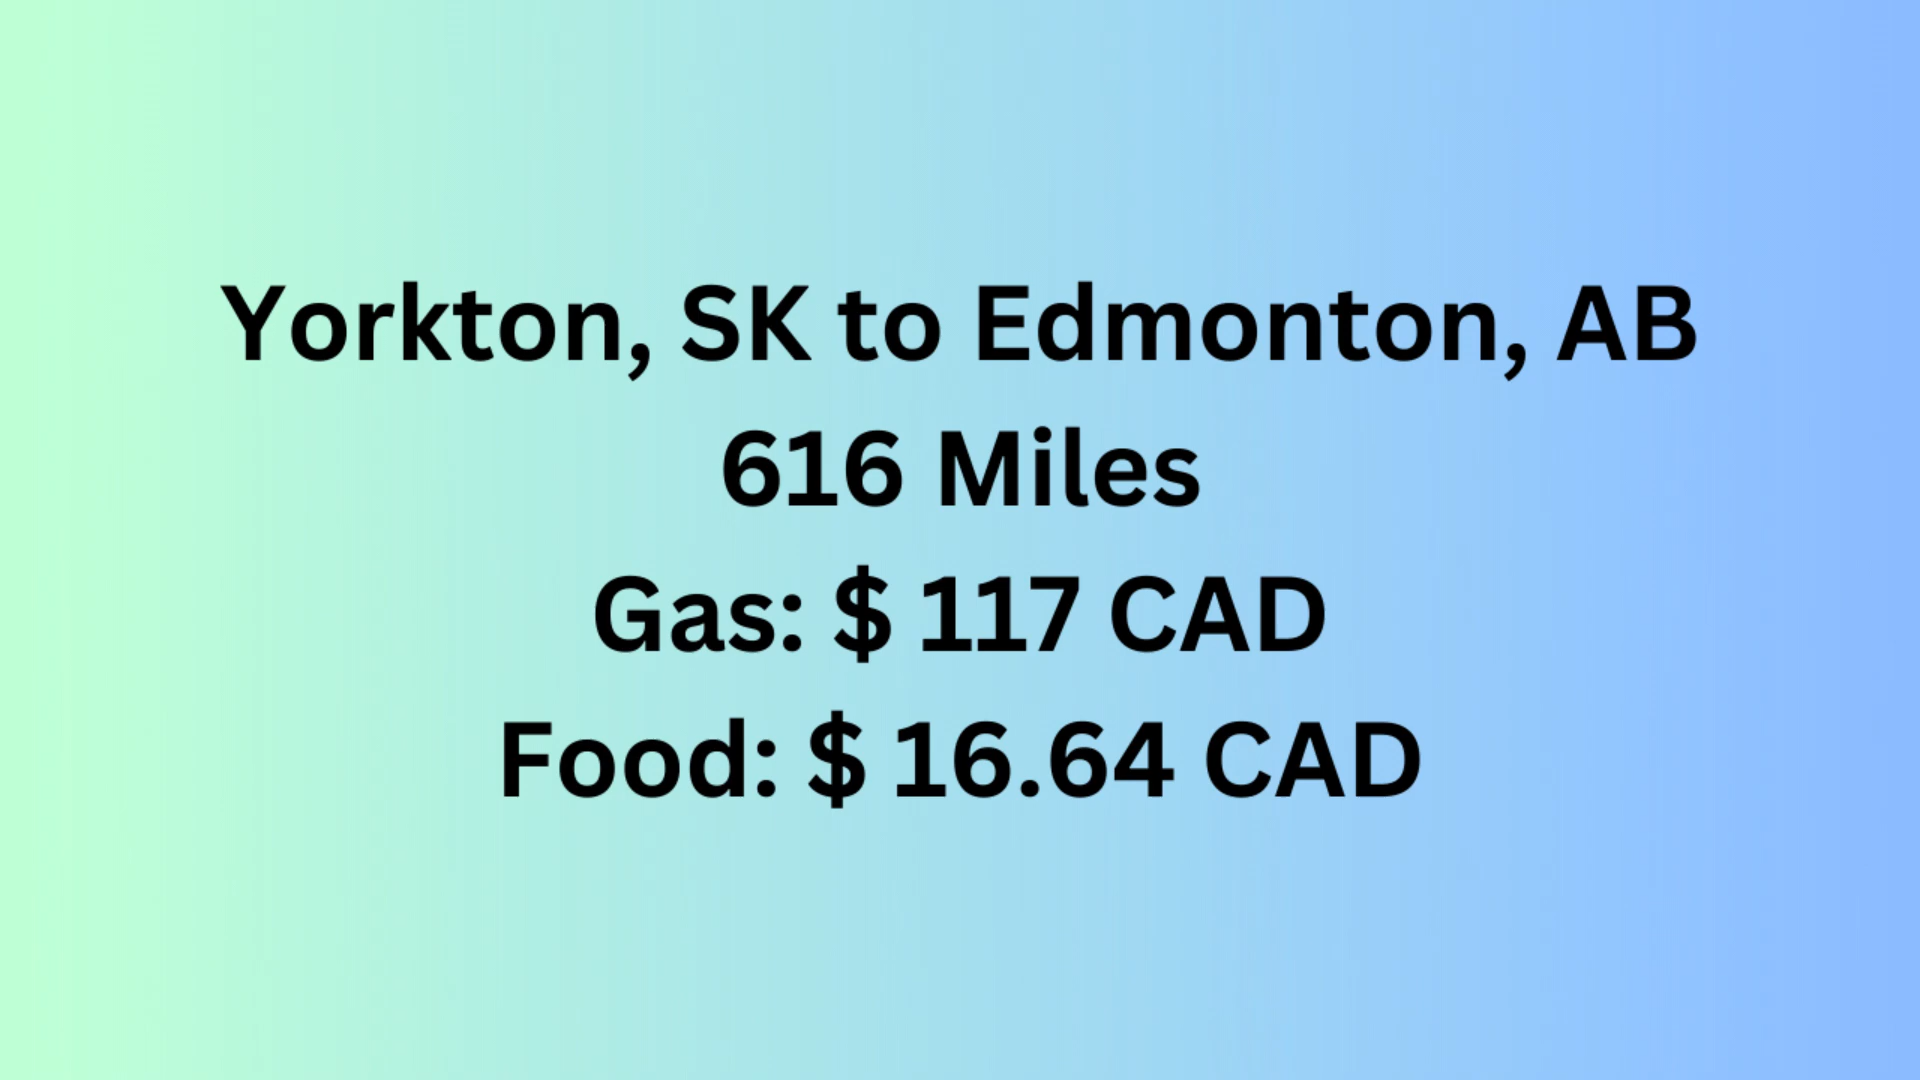 Yorkton, SK to Edmonton, AB
616 Miles
Gas: $ 117 CAD
Food: $ 16.64 CAD